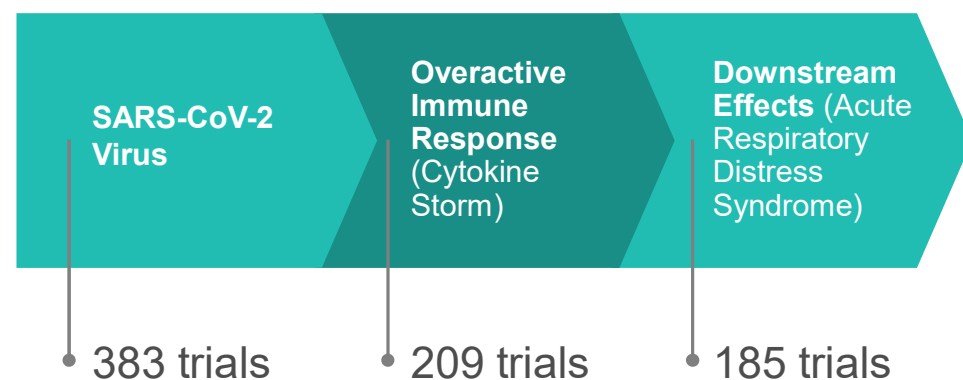 SARS-CoV-2
Virus
Overactive
Immune
Response
(Cytokine
Storm)
Downstream
Effects (Acute
Respiratory
Distress
Syndrome)
383 trials
209 trials
185 trials